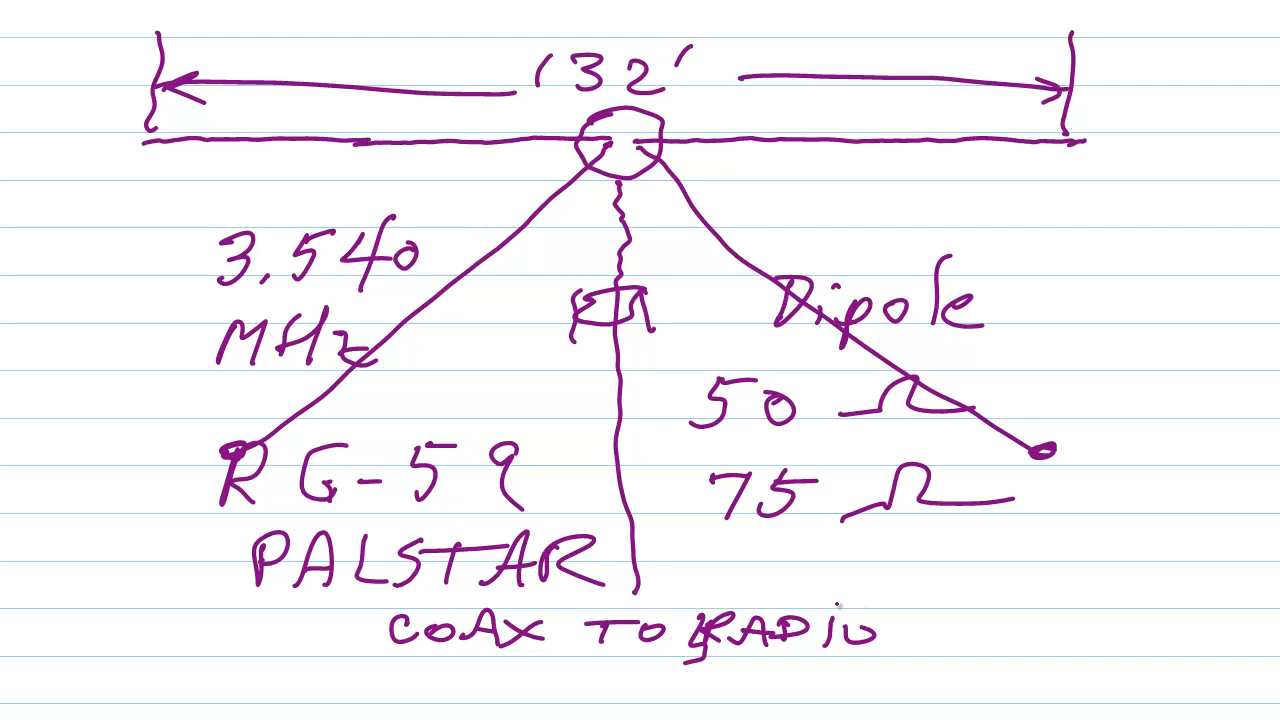 132'
3.540
MHz
Dipole
50 Ω
75 Ω
RG-59
PALSTAR
COAX TO RADIO